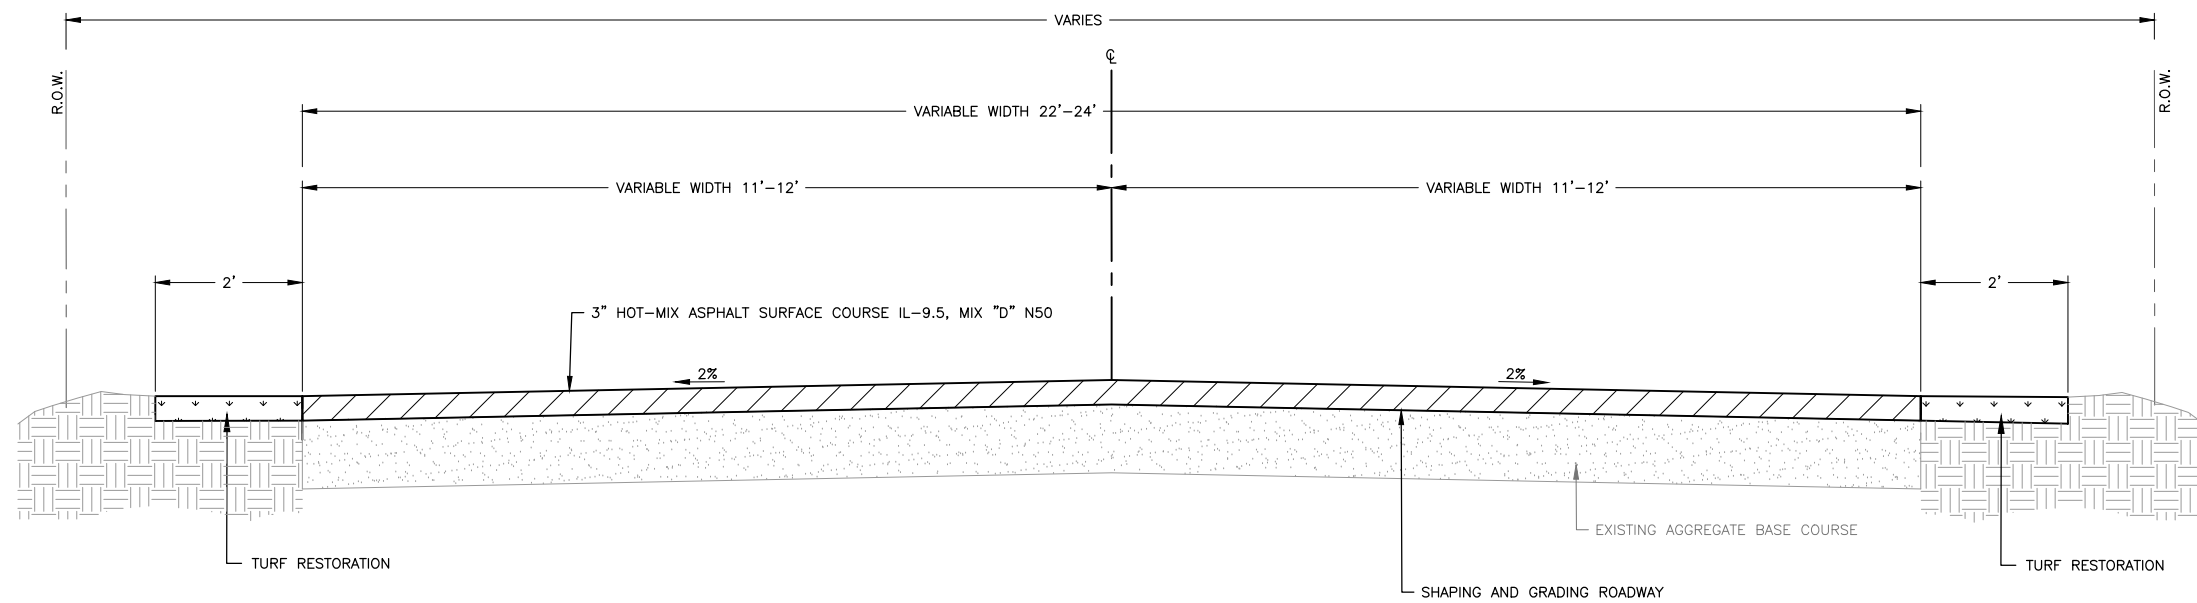 VARIES
℄
R.O.W.
R.O.W.
VARIABLE WIDTH 22'-24'
VARIABLE WIDTH 11'-12'
VARIABLE WIDTH 11'-12'
2'
2'
3" HOT-MIX ASPHALT SURFACE COURSE IL-9.5, MIX "D" N50
2%
2%
EXISTING AGGREGATE BASE COURSE
TURF RESTORATION
TURF RESTORATION
SHAPING AND GRADING ROADWAY